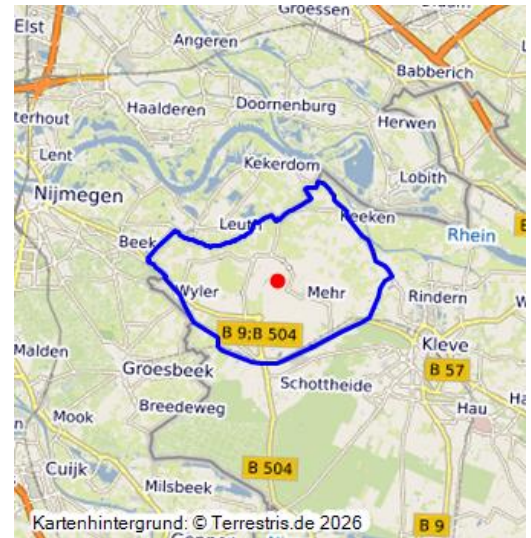 Groessen
Elst
Angeren
Babberich
Doornenburg
Haalderen
Herwen
Lent
Kekerdom
Lobith
Nijmegen
Leuth
Keeken
Beek
Rhein
Wyler
Mehr
Rindern
B 9;B 504
Kleve
Malden
Groesbeek
Schottheide
B 57
Breedeweg
Hau
Mook
Cuijk
B 504
Milsbeek
Kartenhintergrund: © Terrestris.de 2026
B 9